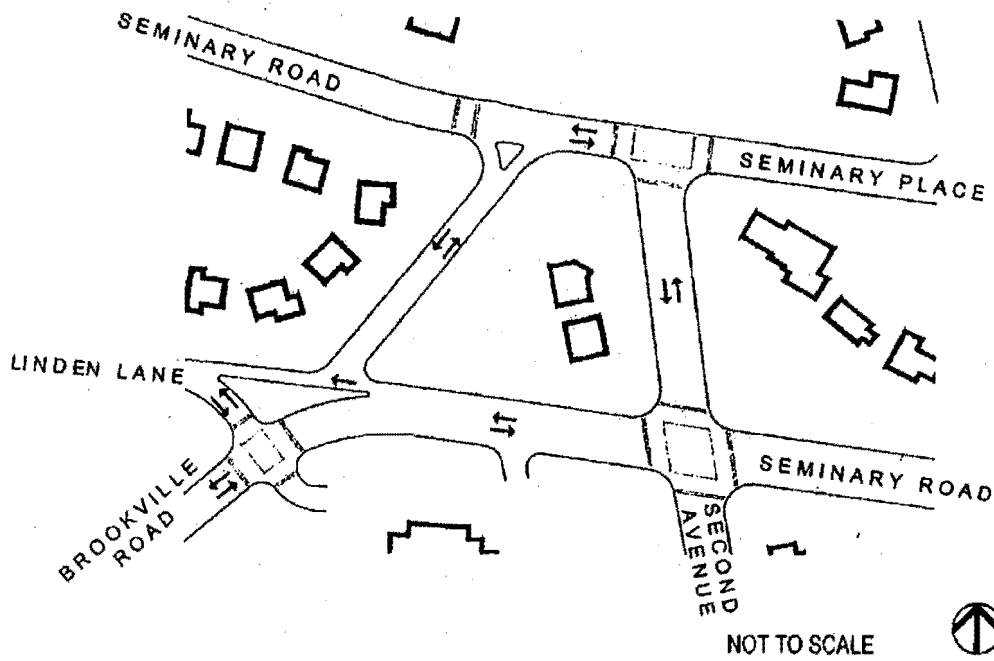 SEMINARY ROAD
SEMINARY PLACE
LINDEN LANE
SEMINARY ROAD
BROOKVILLE
ROAD
SECOND
AVENUE
NOT TO SCALE